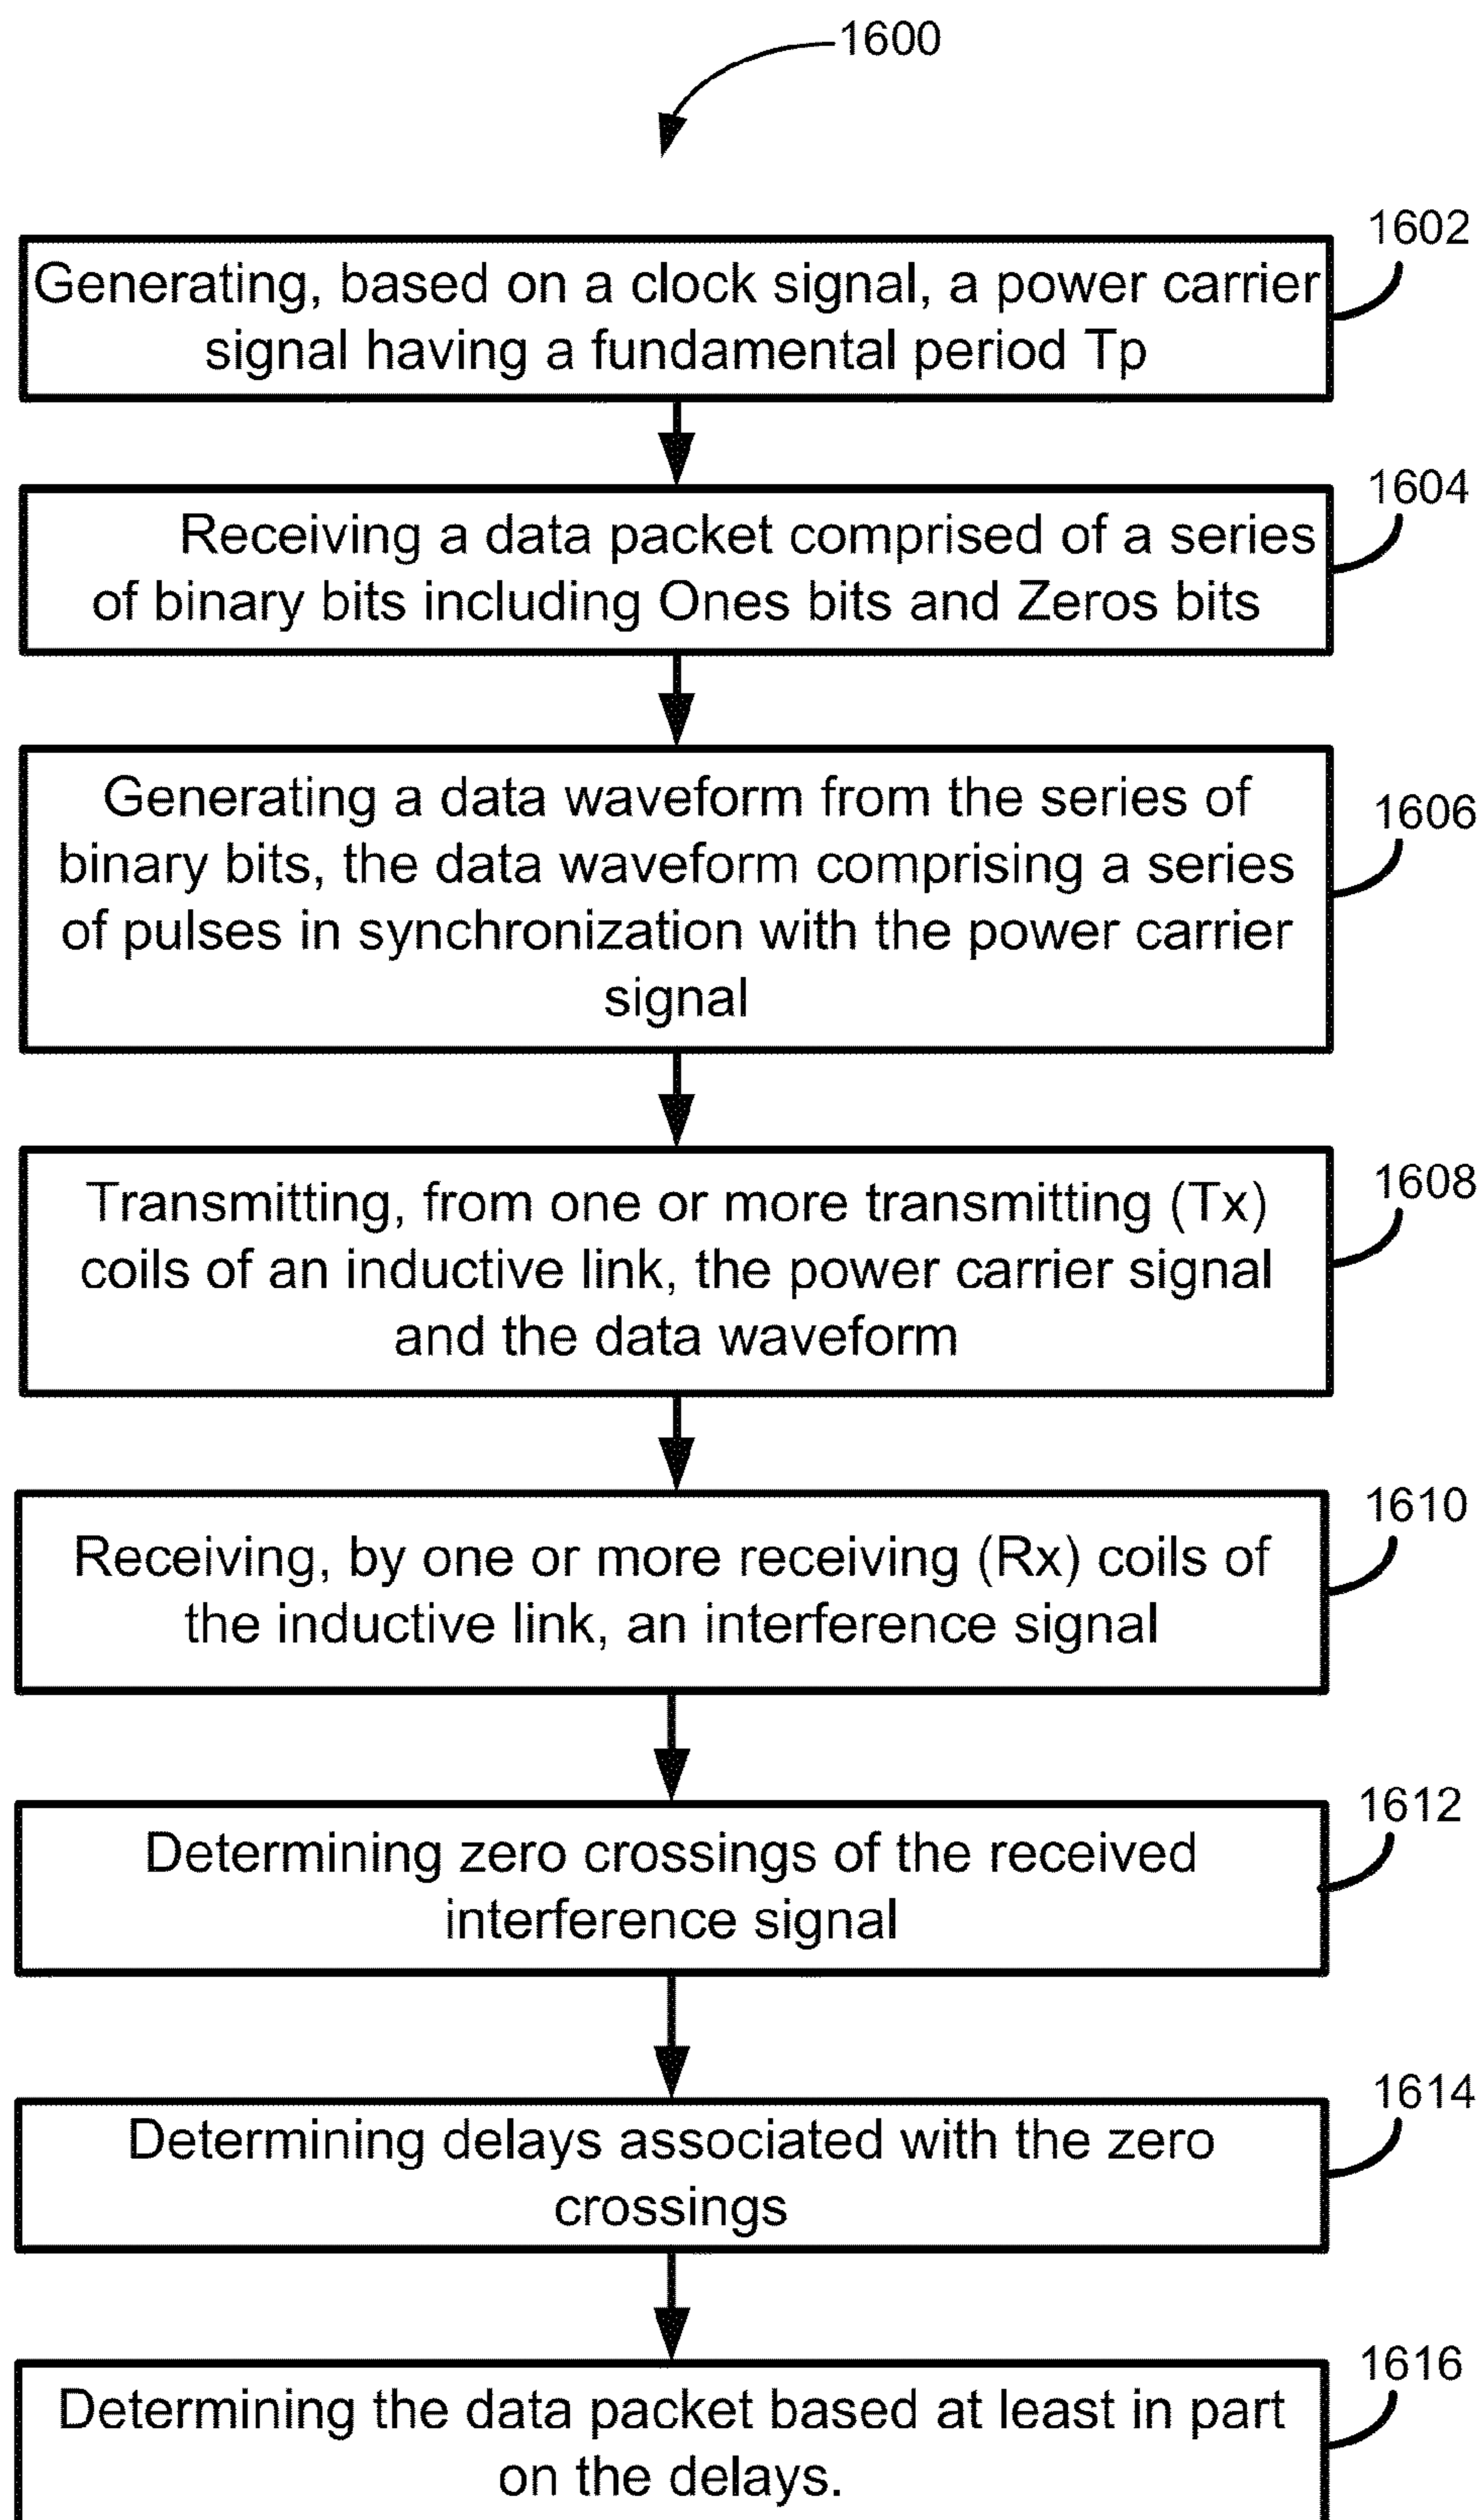 1600
1602
Generating, based on a clock signal, a power carrier
signal having a fundamental period Tp
1604
Receiving a data packet comprised of a series
of binary bits including Ones bits and Zeros bits
1606
Generating a data waveform from the series of
binary bits, the data waveform comprising a series
of pulses in synchronization with the power carrier
signal
1608
Transmitting, from one or more transmitting (Tx)
coils of an inductive link, the power carrier signal
and the data waveform
1610
Receiving, by one or more receiving (Rx) coils of
the inductive link, an interference signal
1612
Determining zero crossings of the received
interference signal
1614
Determining delays associated with the zero
crossings
1616
Determining the data packet based at least in part
on the delays.